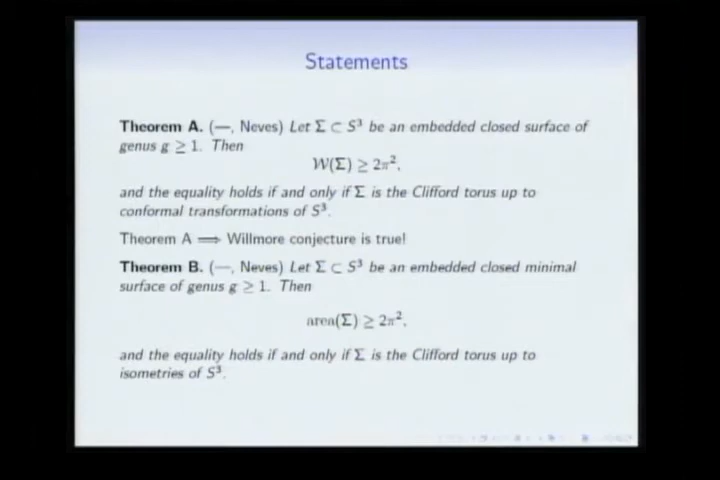 Statements
Theorem A. (—, Neves) Let Σ ⊂ S³ be an embedded closed surface of
genus g ≥ 1. Then
W(Σ) ≥ 2π²,
and the equality holds if and only if Σ is the Clifford torus up to
conformal transformations of S³.
Theorem A ⟹ Willmore conjecture is true!
Theorem B. (—, Neves) Let Σ ⊂ S³ be an embedded closed minimal
surface of genus g ≥ 1. Then
area(Σ) ≥ 2π²,
and the equality holds if and only if Σ is the Clifford torus up to
isometries of S³.